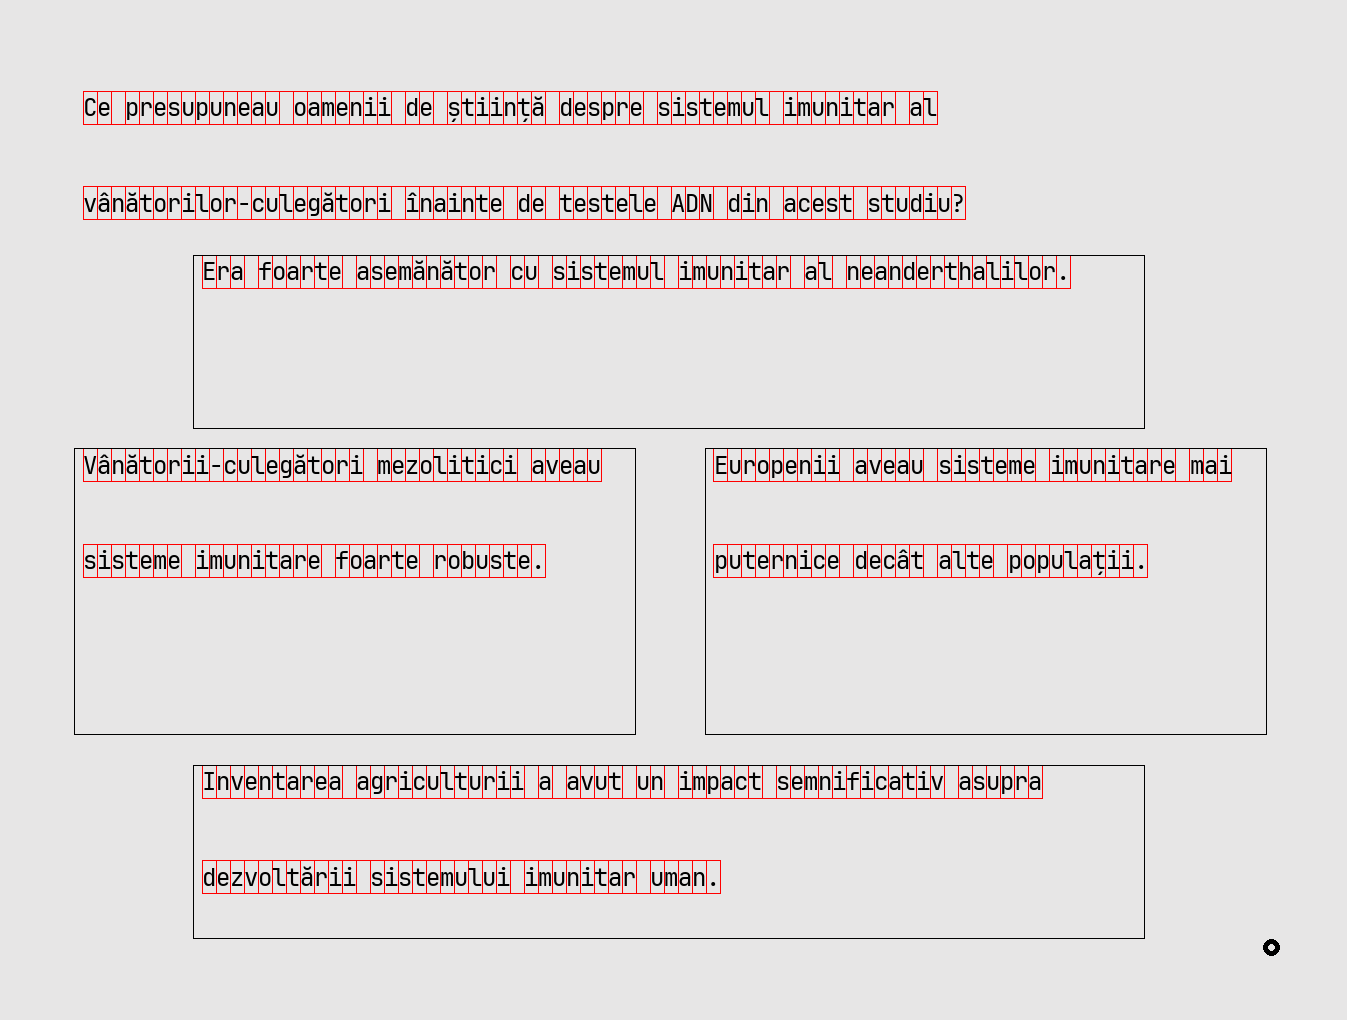 Ce presupuneau oamenii de știință despre sistemul imunitar al
vânătorilor-culegători înainte de testele ADN din acest studiu?
Era foarte asemănător cu sistemul imunitar al neanderthalilor.
Vânătorii-culegători mezolitici aveau
sisteme imunitare foarte robuste.
Europenii aveau sisteme imunitare mai
puternice decât alte populații.
Inventarea agriculturii a avut un impact semnificativ asupra
dezvoltării sistemului imunitar uman.